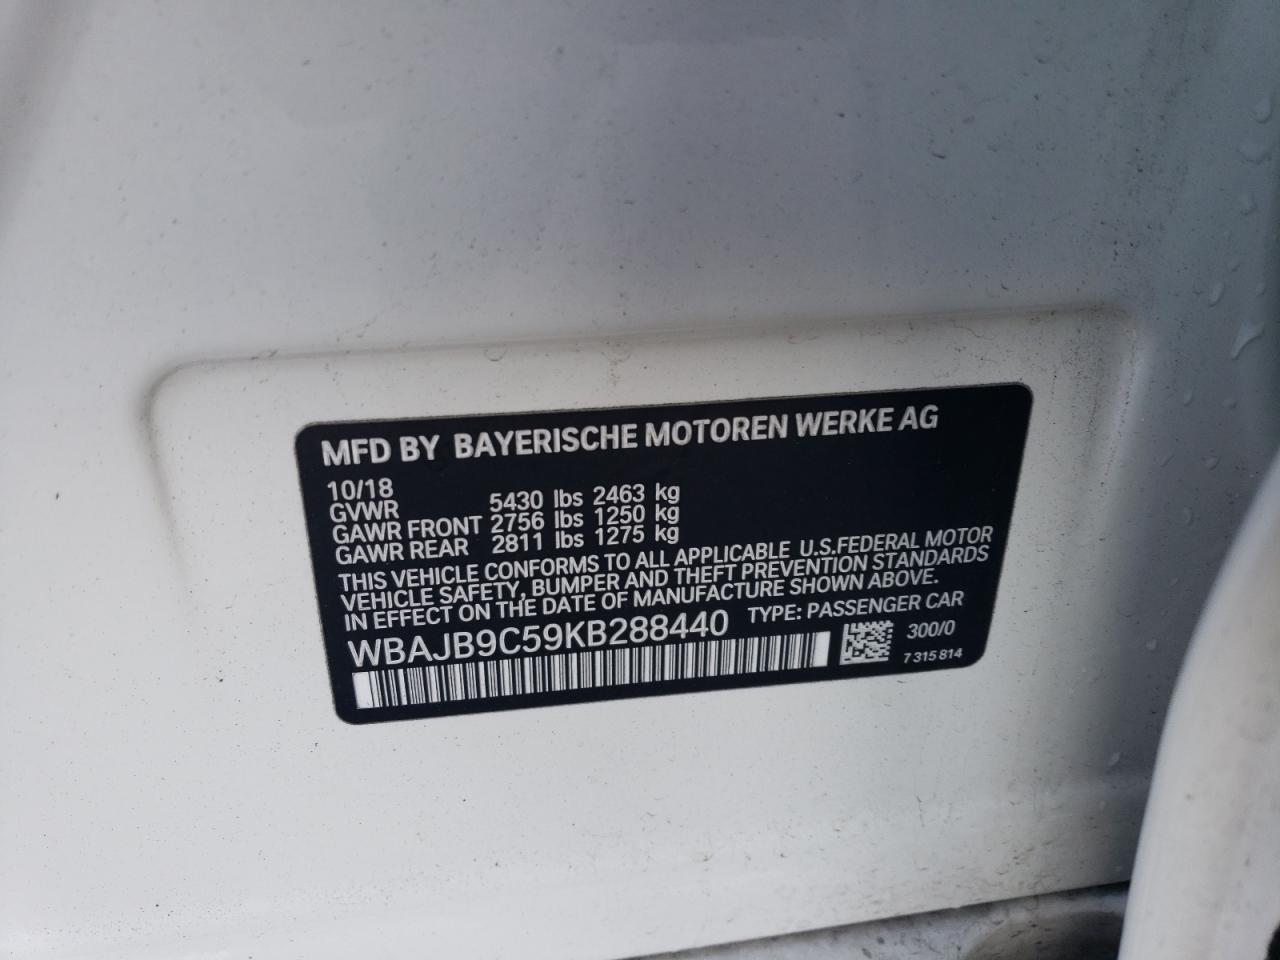 MFD BY BAYERISCHE MOTOREN WERKE AG
10/18
GVWR 5430 lbs 2463 kg
GAWR FRONT 2756 lbs 1250 kg
GAWR REAR 2811 lbs 1275 kg
THIS VEHICLE CONFORMS TO ALL APPLICABLE U.S.FEDERAL MOTOR
VEHICLE SAFETY, BUMPER AND THEFT PREVENTION STANDARDS
IN EFFECT ON THE DATE OF MANUFACTURE SHOWN ABOVE.
WBAJB9C59KB288440 TYPE: PASSENGER CAR
300/0
7 315 814